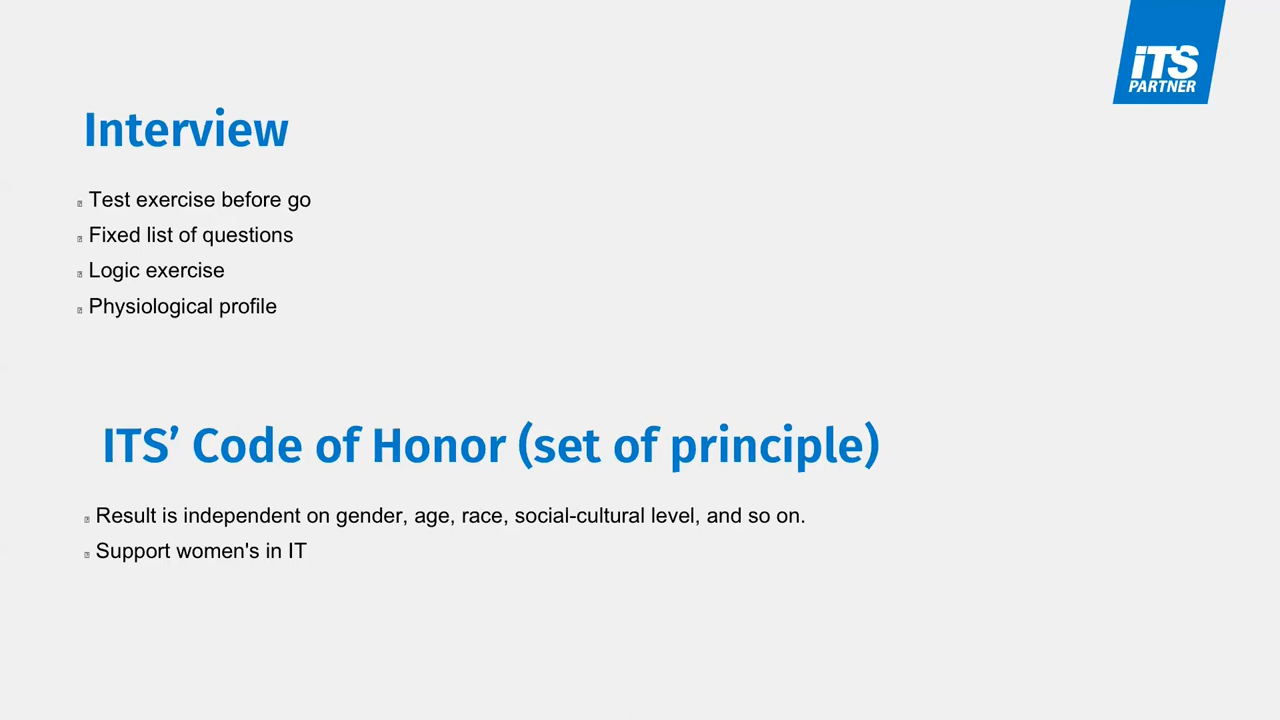 iTS
PARTNER
Interview
Test exercise before go
Fixed list of questions
Logic exercise
Physiological profile
ITS’ Code of Honor (set of principle)
Result is independent on gender, age, race, social-cultural level, and so on.
Support women's in IT